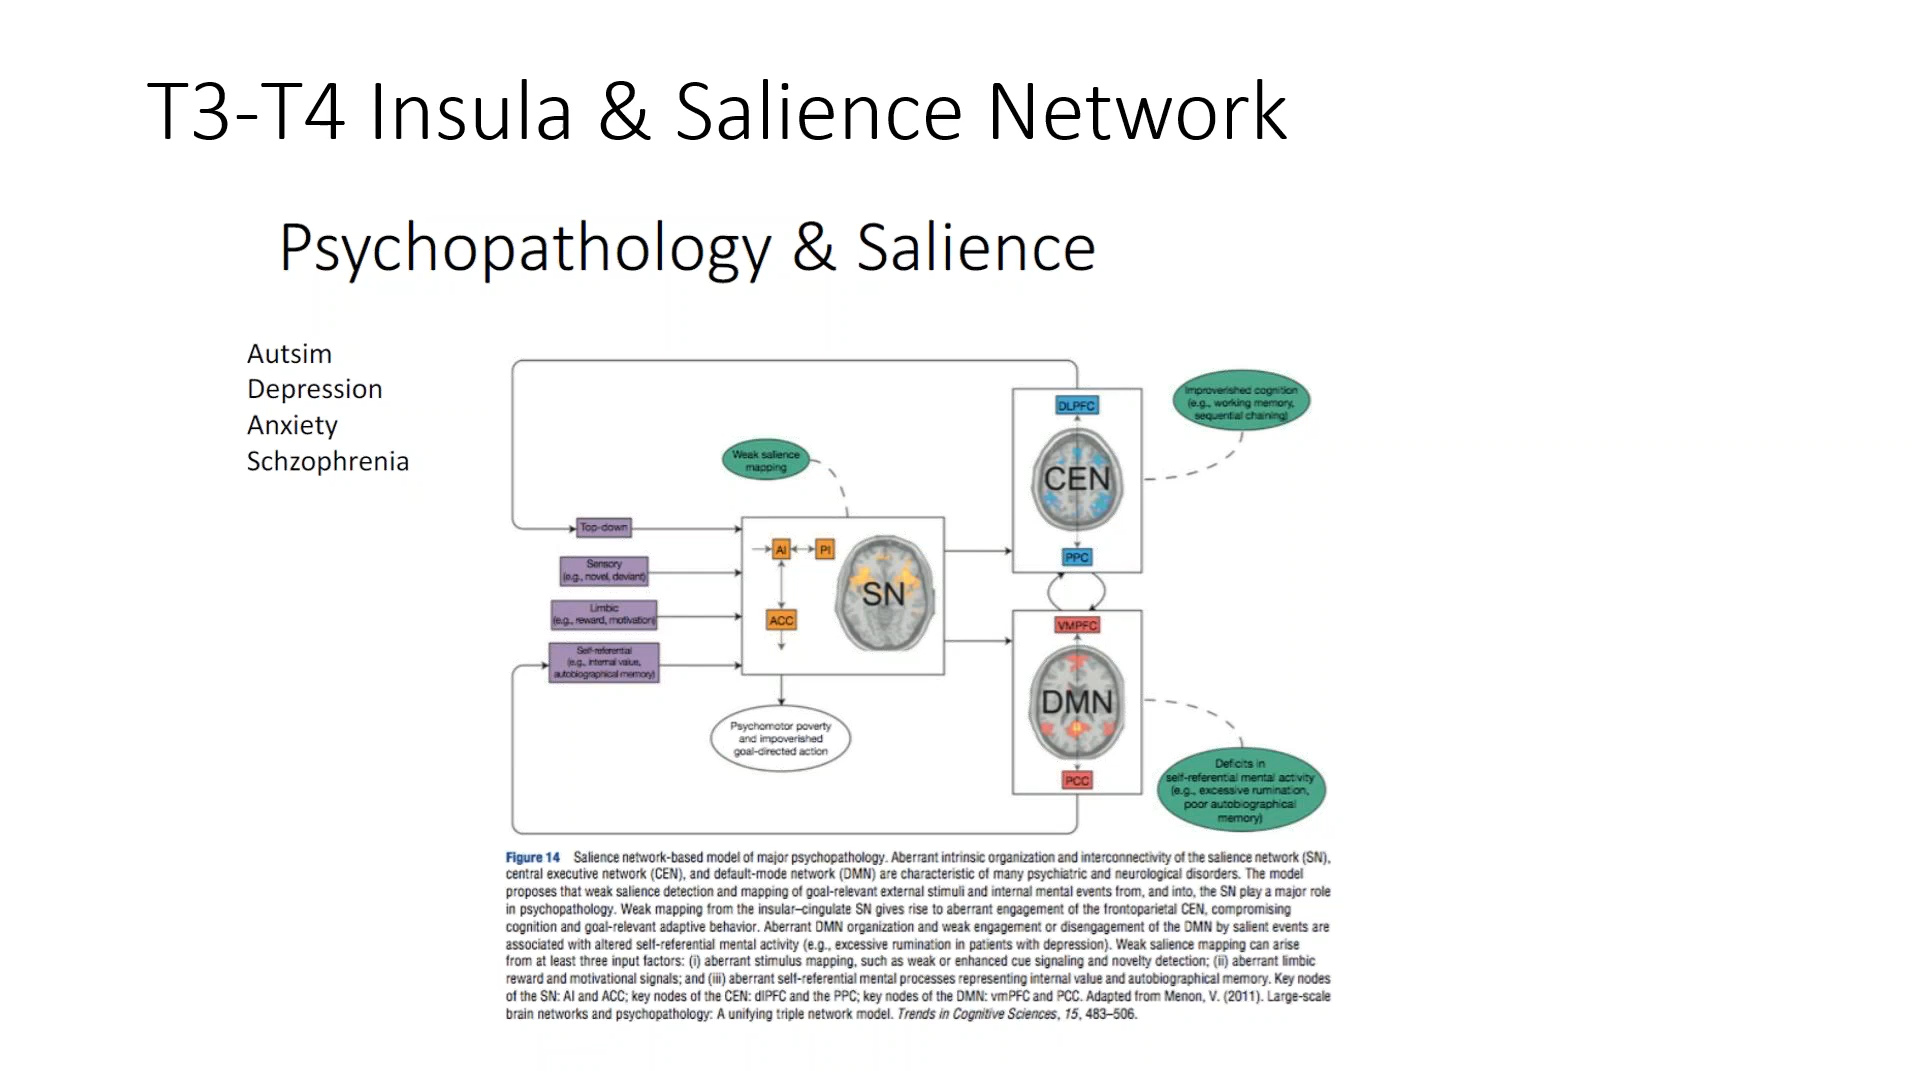 T3-T4 Insula & Salience Network
Psychopathology & Salience
Autsim
Depression
Anxiety
Schzophrenia
DLPFC
CEN
PPC
Improverished cognition
(e.g., working memory,
sequential chaining)
Weak salience
mapping
Top-down
Sensory
(e.g., novel, deviant)
Limbic
(e.g., reward, motivation)
Self-referential
(e.g., internal value,
autobiographical memory)
AI
PI
SN
ACC
Psychomotor poverty
and impoverished
goal-directed action
VMPFC
DMN
PCC
Deficits in
self-referential mental activity
(e.g., excessive rumination,
poor autobiographical
memory)
Figure 14 Salience network-based model of major psychopathology. Aberrant intrinsic organization and interconnectivity of the salience network (SN),
central executive network (CEN), and default-mode network (DMN) are characteristic of many psychiatric and neurological disorders. The model
proposes that weak salience detection and mapping of goal-relevant external stimuli and internal mental events from, and into, the SN play a major role
in psychopathology. Weak mapping from the insular–cingulate SN gives rise to aberrant engagement of the frontoparietal CEN, compromising
cognition and goal-relevant adaptive behavior. Aberrant DMN organization and weak engagement or disengagement of the DMN by salient events are
associated with altered self-referential mental activity (e.g., excessive rumination in patients with depression). Weak salience mapping can arise
from at least three input factors: (i) aberrant stimulus mapping, such as weak or enhanced cue signaling and novelty detection; (ii) aberrant limbic
reward and motivational signals; and (iii) aberrant self-referential mental processes representing internal value and autobiographical memory. Key nodes
of the SN: AI and ACC; key nodes of the CEN: dlPFC and the PPC; key nodes of the DMN: vmPFC and PCC. Adapted from Menon, V. (2011). Large-scale
brain networks and psychopathology: A unifying triple network model. Trends in Cognitive Sciences, 15, 483–506.